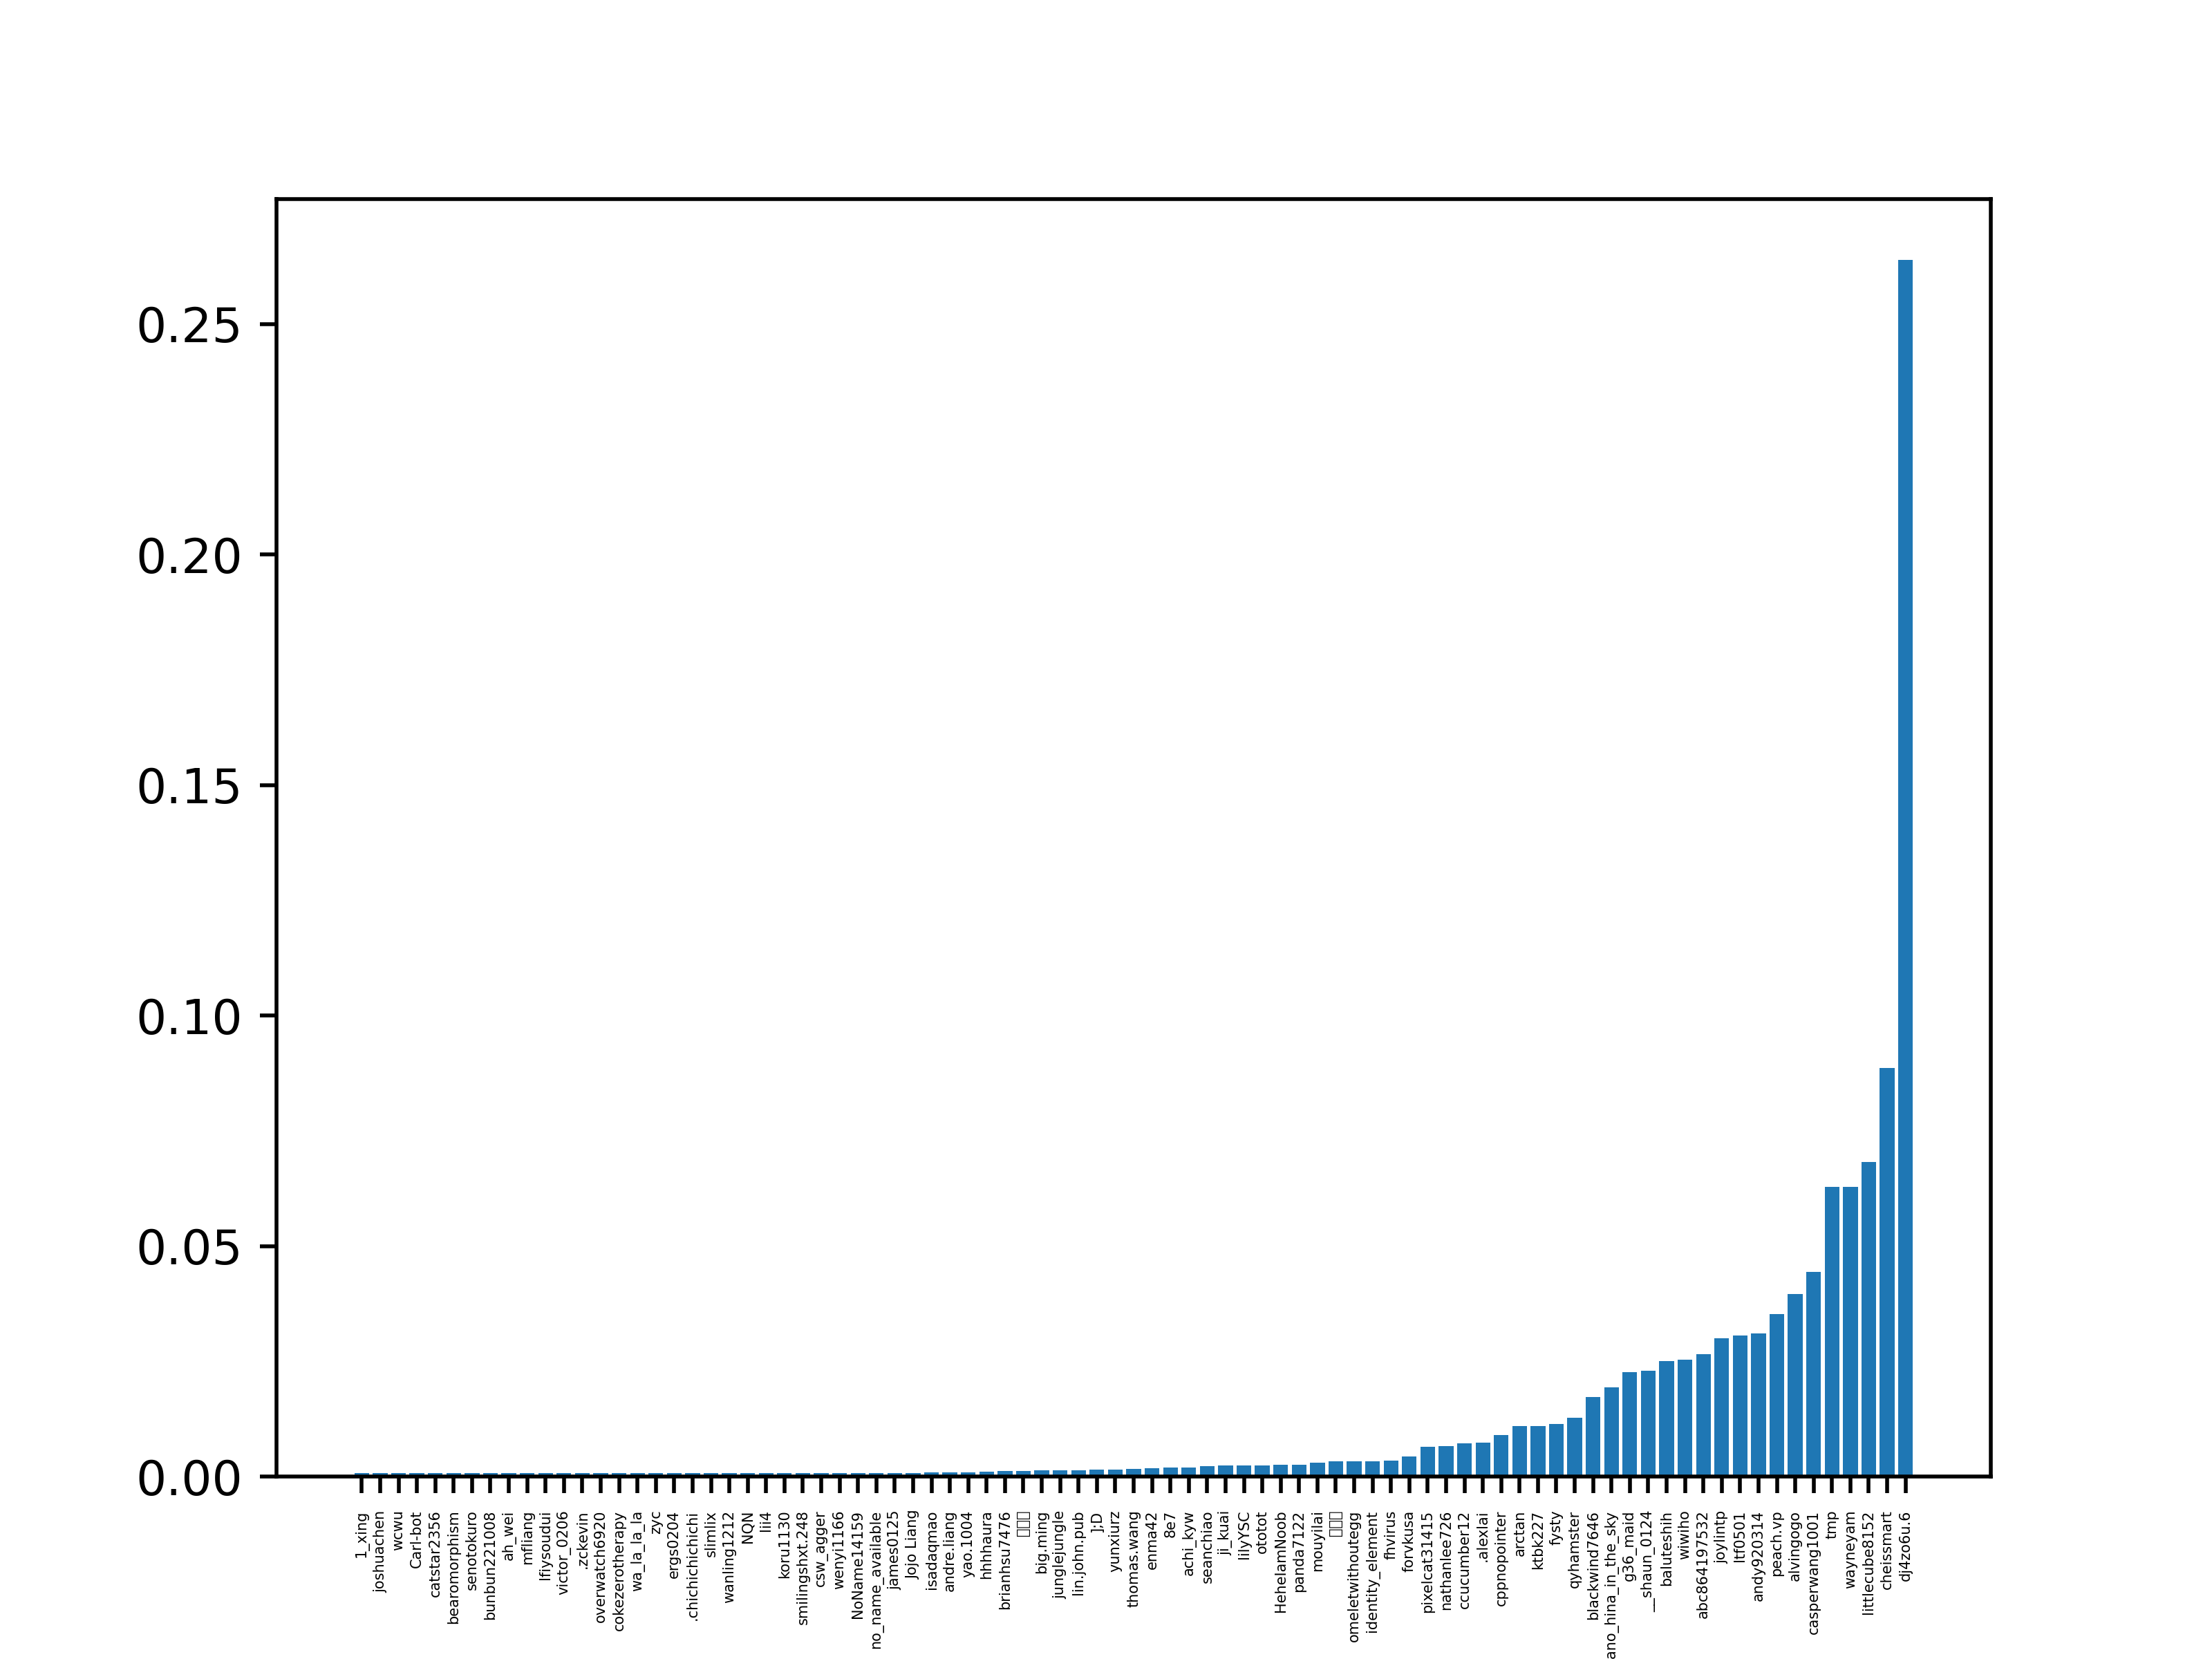 0.25
0.20
0.15
0.10
0.05
0.00
1_xing
joshuachen
wcwu
Carl-bot
catstar2356
bearomorphism
senotokuro
bunbun221008
ah_wei
mfliang
lfiysoudui
victor_0206
.zckevin
overwatch6920
cokezerotherapy
wa_la_la_la
zyc
ergs0204
.chichichichichi
slimlix
wanling1212
NQN
lii4
koru1130
smilingshxt.248
csw_agger
wenyi1166
NoName14159
no_name_available
james0125
Jojo Liang
isadaqmao
andre.liang
yao.1004
hhhhaura
brianhsu7476
big.ming
junglejungle
lin.john.pub
J:D
yunxiurz
thomas.wang
enma42
8e7
achi_kyw
seanchiao
ji_kuai
lilyYSC
ototot
HehelamNoob
panda7122
mouyilai
omeletwithoutegg
identity_element
fhvirus
forvkusa
pixelcat31415
nathanlee726
ccucumber12
.alexlai
cppnopointer
arctan
ktbk227
fysty
qyhamster
blackwind7646
ano_hina_in_the_sky
g36_maid
__shaun_0124
baluteshih
wiwiho
abc864197532
joylintp
ltf0501
andy920314
peach.vp
alvingogo
casperwang1001
tmp
wayneyam
littlecube8152
cheissmart
dj4zo6u.6